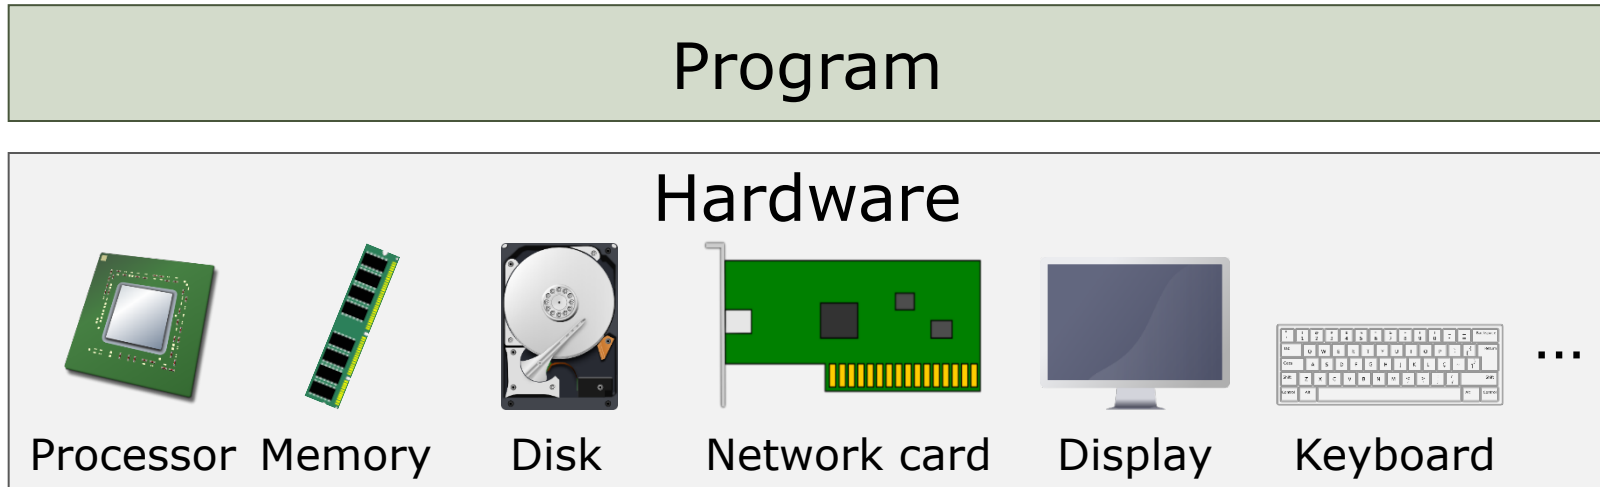 Program
Hardware
...
Processor Memory Disk Network card Display Keyboard